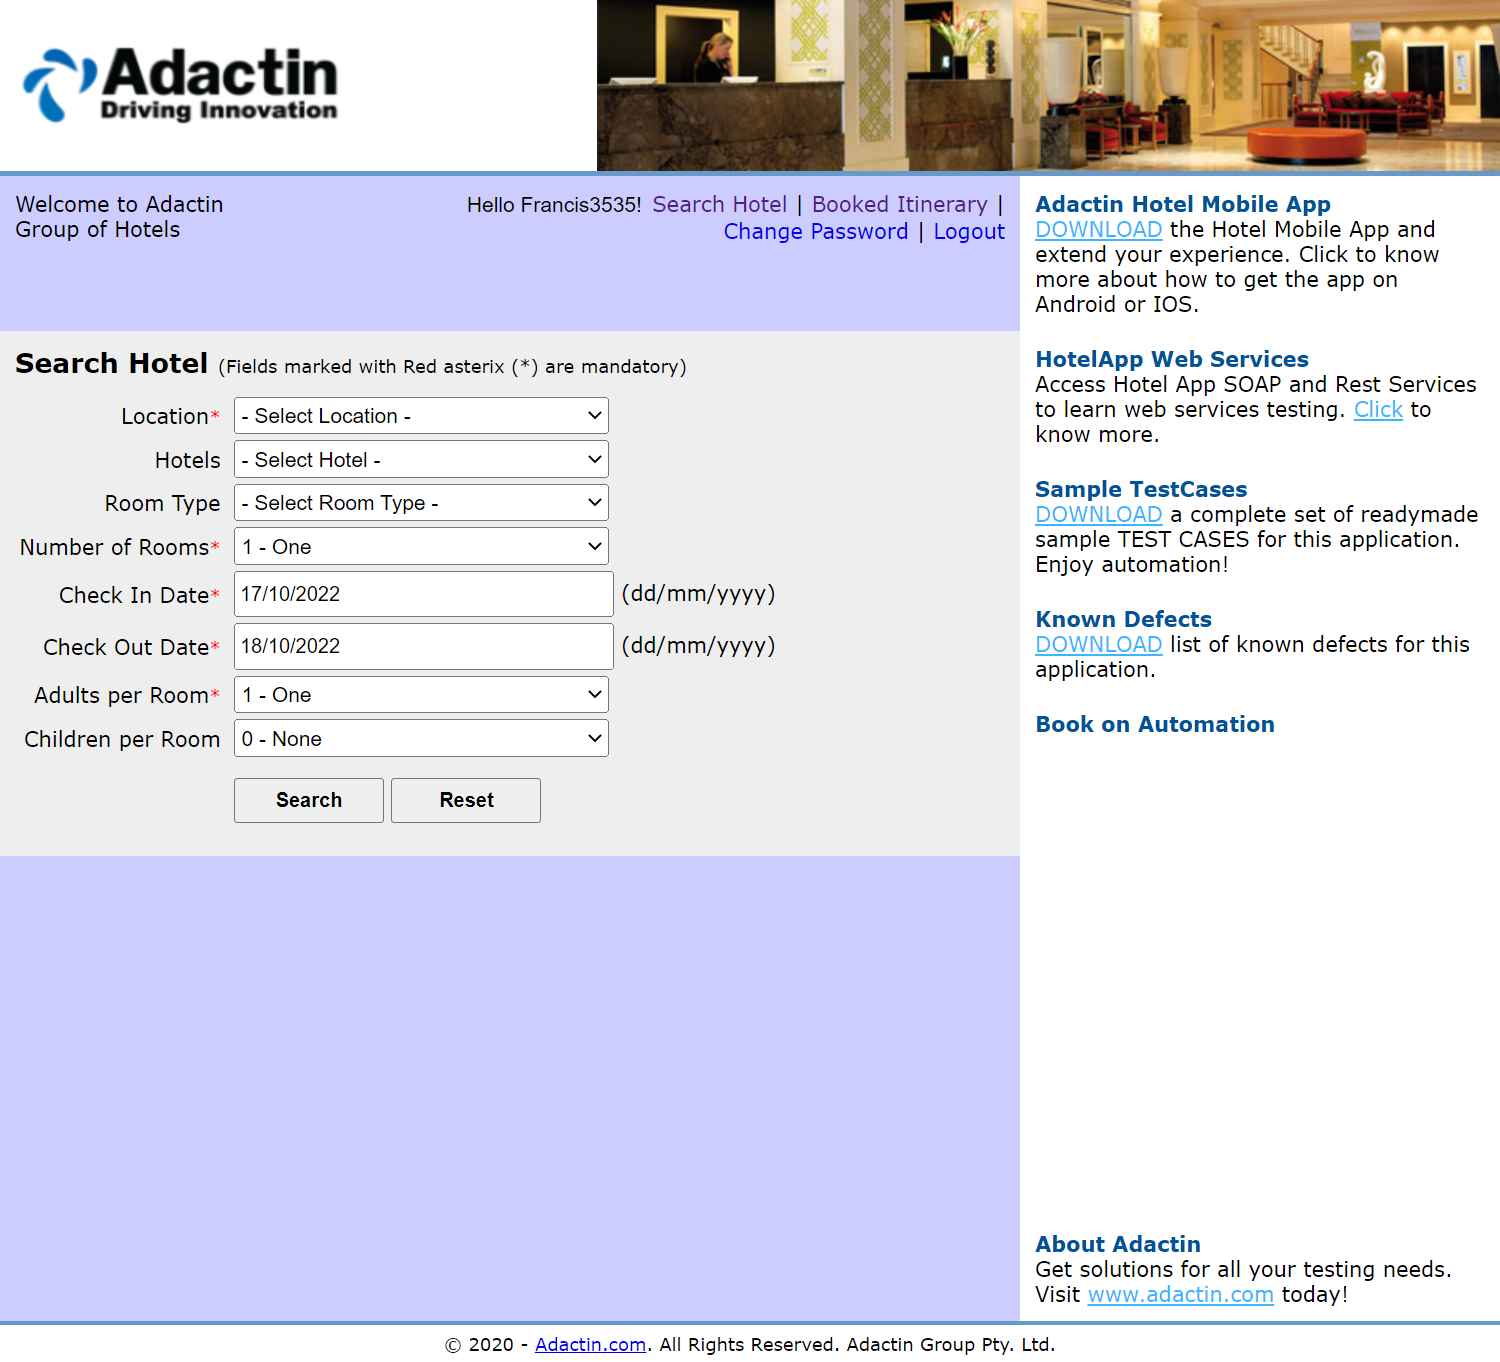 Adactin
Driving Innovation
Welcome to Adactin
Group of Hotels
Hello Francis3535! Search Hotel | Booked Itinerary |
Change Password | Logout
Search Hotel (Fields marked with Red asterix (*) are mandatory)
Location* - Select Location -
Hotels - Select Hotel -
Room Type - Select Room Type -
Number of Rooms* 1 - One
Check In Date* 17/10/2022 (dd/mm/yyyy)
Check Out Date* 18/10/2022 (dd/mm/yyyy)
Adults per Room* 1 - One
Children per Room 0 - None
Search Reset
Adactin Hotel Mobile App
DOWNLOAD the Hotel Mobile App and
extend your experience. Click to know
more about how to get the app on
Android or IOS.
HotelApp Web Services
Access Hotel App SOAP and Rest Services
to learn web services testing. Click to
know more.
Sample TestCases
DOWNLOAD a complete set of readymade
sample TEST CASES for this application.
Enjoy automation!
Known Defects
DOWNLOAD list of known defects for this
application.
Book on Automation
About Adactin
Get solutions for all your testing needs.
Visit www.adactin.com today!
© 2020 - Adactin.com. All Rights Reserved. Adactin Group Pty. Ltd.